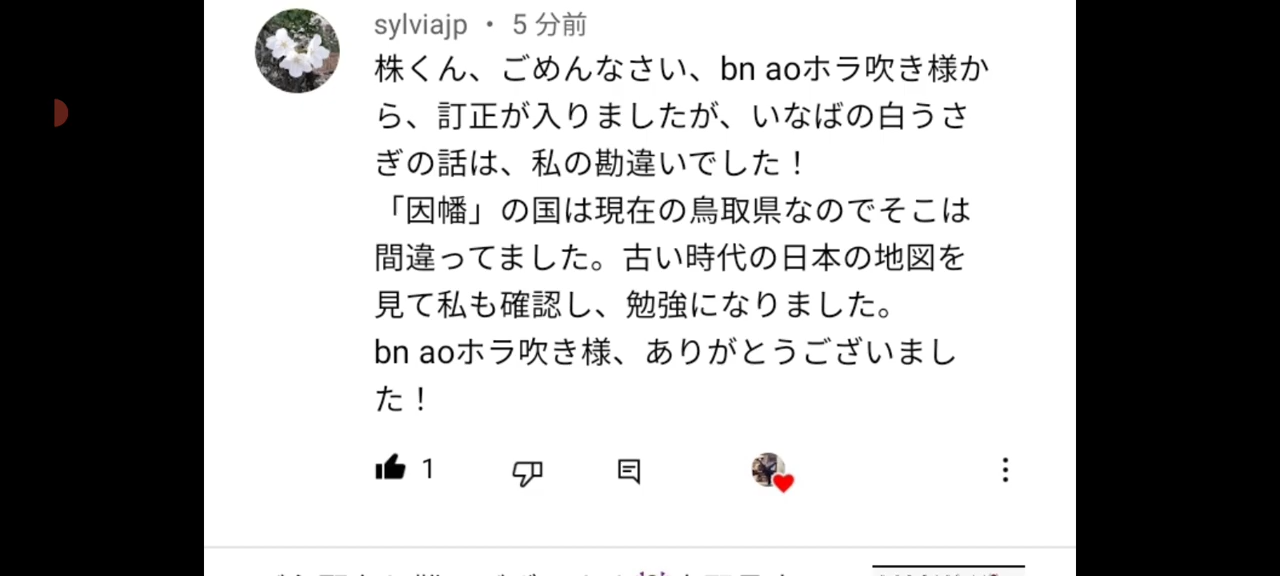 sylviajp • 5 分前
株くん、ごめんなさい、bn aoホラ吹き様か
ら、訂正が入りましたが、いなばの白うさ
ぎの話は、私の勘違いでした！
「因幡」の国は現在の鳥取県なのでそこは
間違ってました。古い時代の日本の地図を
見て私も確認し、勉強になりました。
bn aoホラ吹き様、ありがとうございまし
た！
1